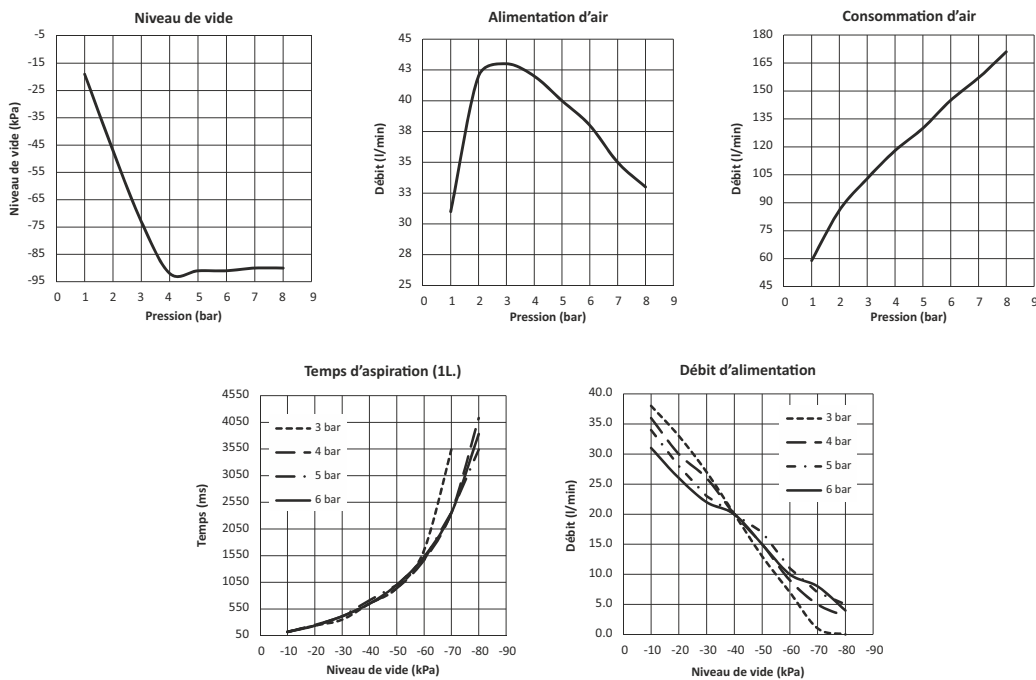 Niveau de vide
-5
-15
-25
-35
-45
-55
-65
-75
-85
-95
Niveau de vide (kPa)
0 1 2 3 4 5 6 7 8 9
Pression (bar)
Alimentation d'air
45
43
40
38
35
33
30
28
25
Débit (l/min)
0 1 2 3 4 5 6 7 8 9
Pression (bar)
Consommation d'air
180
165
150
135
120
105
90
75
60
45
Débit (l/min)
0 1 2 3 4 5 6 7 8 9
Pression (bar)
Temps d'aspiration (1L.)
4550
4050
3550
3050
2550
2050
1550
1050
550
50
Temps (ms)
3 bar
4 bar
5 bar
6 bar
0 -10 -20 -30 -40 -50 -60 -70 -80 -90
Niveau de vide (kPa)
Débit d'alimentation
40.0
35.0
30.0
25.0
20.0
15.0
10.0
5.0
0.0
Débit (l/min)
3 bar
4 bar
5 bar
6 bar
0 -10 -20 -30 -40 -50 -60 -70 -80 -90
Niveau de vide (kPa)